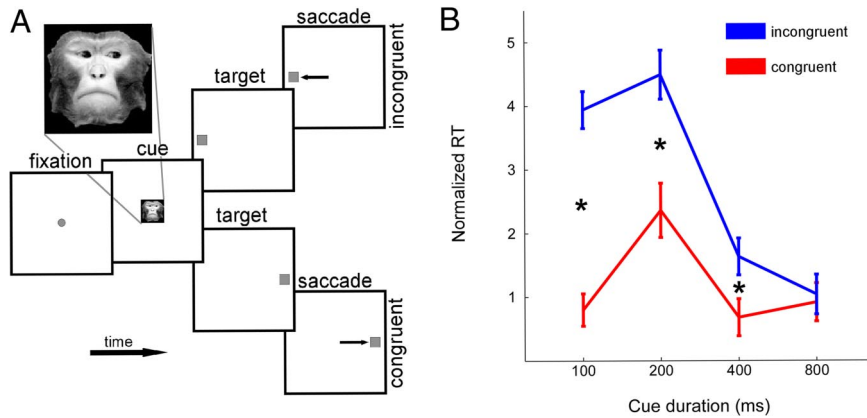 A
saccade
incongruent
target
cue
fixation
target
saccade
congruent
time
B
incongruent
congruent
Normalized RT
5
4
3
2
1
*
*
*
100
200
400
800
Cue duration (ms)